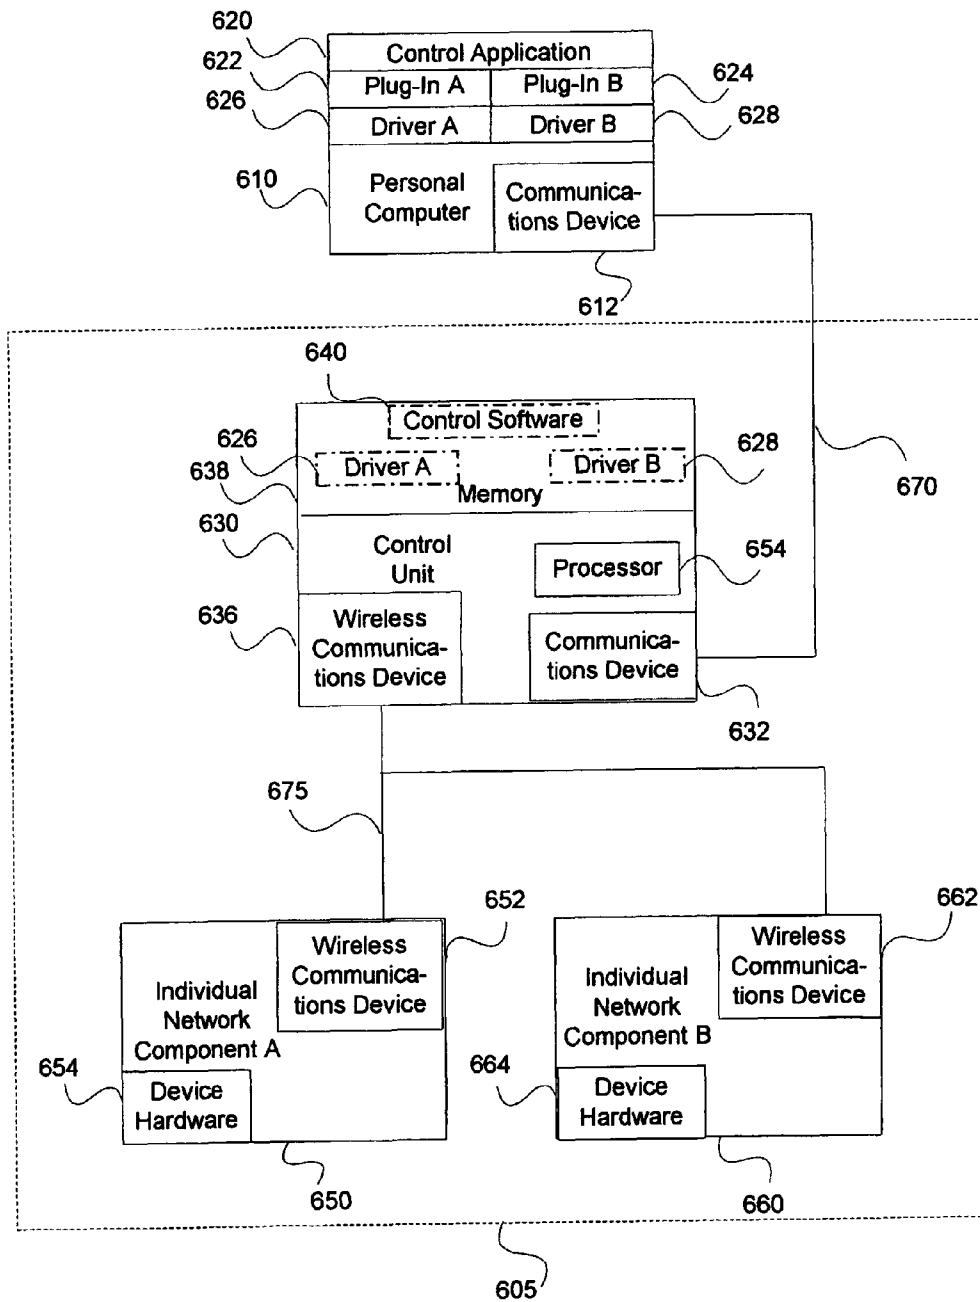 620
Control Application
622
Plug-In A
Plug-In B
624
626
Driver A
Driver B
628
610
Personal
Computer
Communica-
tions Device
612
640
Control Software
626
Driver A
Driver B
628
638
Memory
670
630
Control
Unit
Processor
654
636
Wireless
Communica-
tions Device
Communica-
tions Device
632
675
652
662
Wireless
Communica-
tions Device
Individual
Network
Component A
Wireless
Communica-
tions Device
Individual
Network
Component B
654
Device
Hardware
664
Device
Hardware
650
660
605